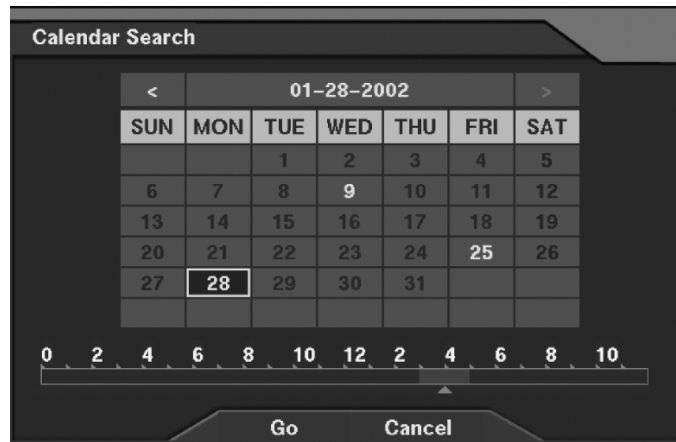 Calendar Search
< 01-28-2002 >
SUN MON TUE WED THU FRI SAT
1 2 3 4 5
6 7 8 9 10 11 12
13 14 15 16 17 18 19
20 21 22 23 24 25 26
27 28 29 30 31
0 2 4 6 8 10 12 2 4 6 8 10
Go Cancel